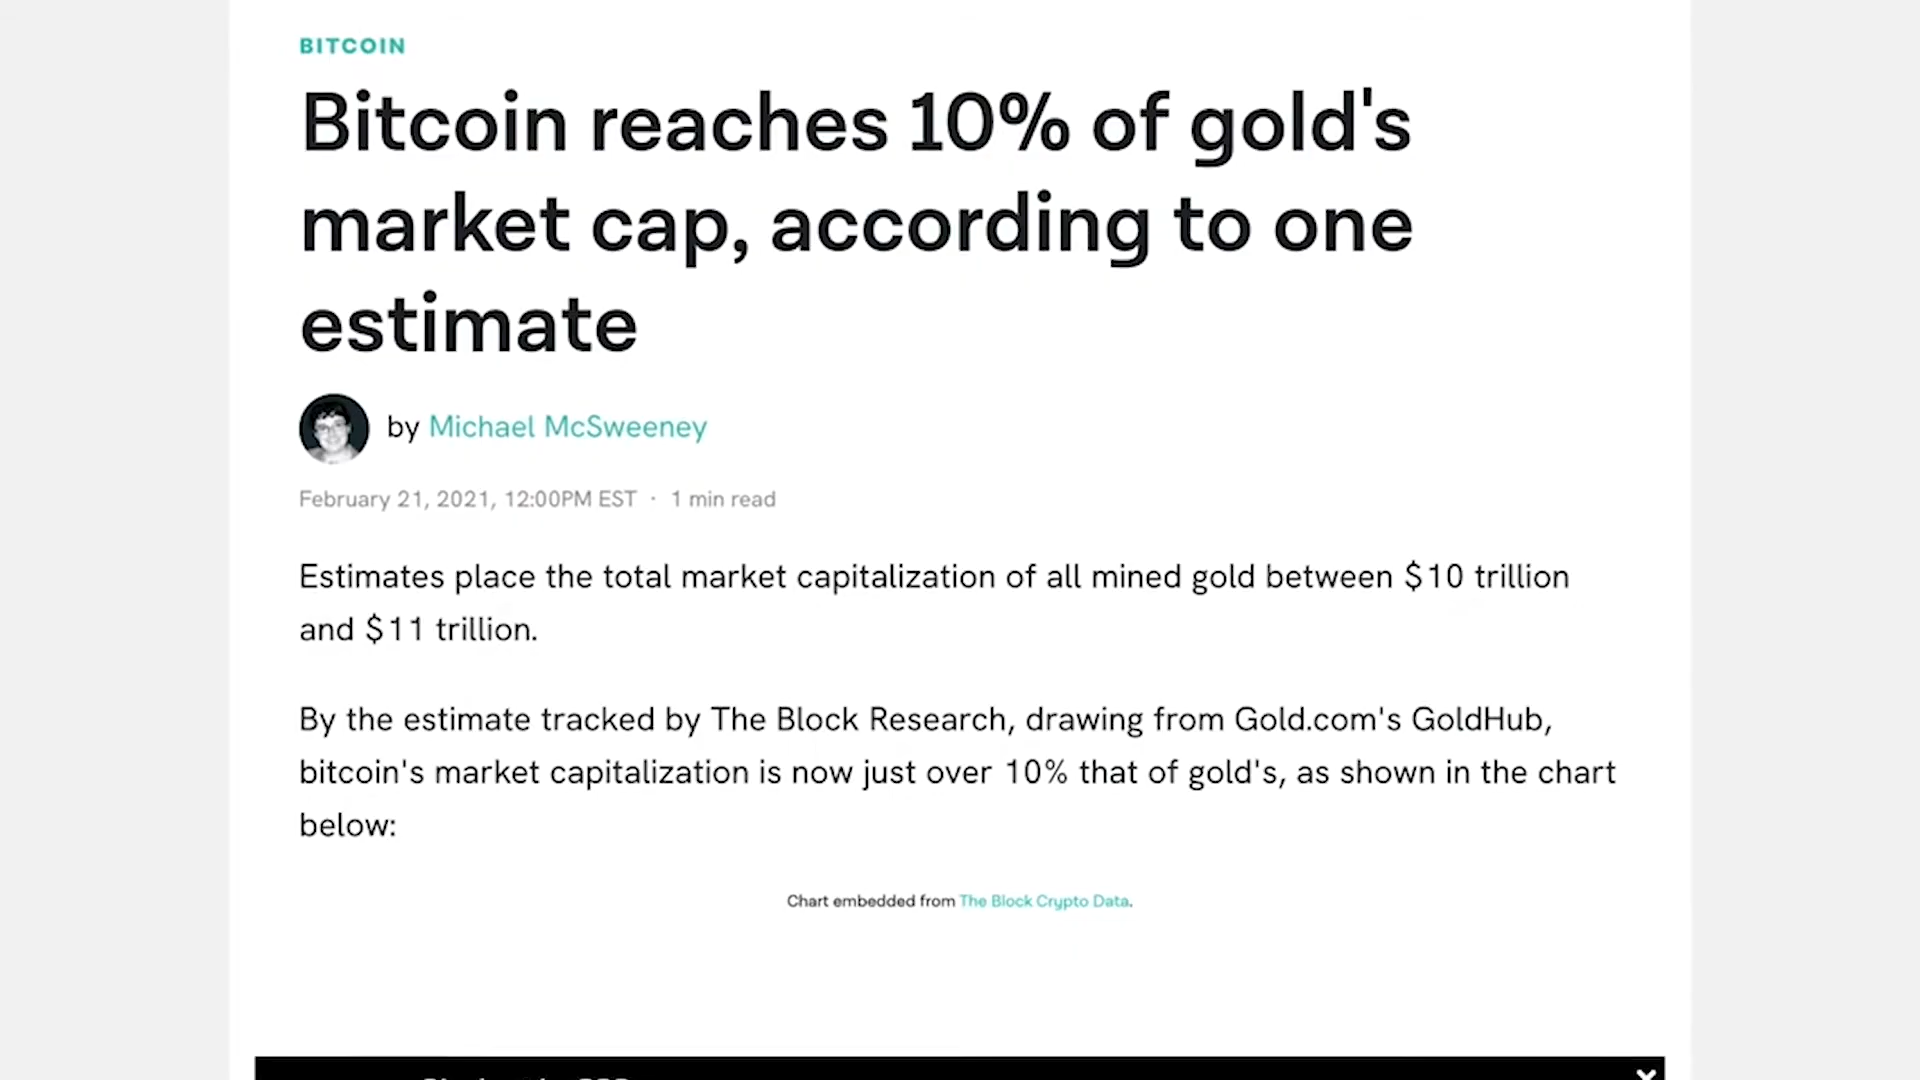 BITCOIN
Bitcoin reaches 10% of gold's
market cap, according to one
estimate
by Michael McSweeney
February 21, 2021, 12:00PM EST · 1 min read
Estimates place the total market capitalization of all mined gold between $10 trillion
and $11 trillion.
By the estimate tracked by The Block Research, drawing from Gold.com's GoldHub,
bitcoin's market capitalization is now just over 10% that of gold's, as shown in the chart
below:
Chart embedded from The Block Crypto Data.